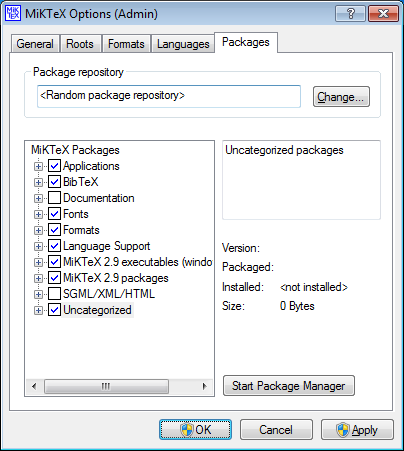 MiKTeX Options (Admin)
General Roots Formats Languages Packages
Package repository
<Random package repository>
Change...
MiKTeX Packages
Applications
BibTeX
Documentation
Fonts
Formats
Language Support
MiKTeX 2.9 executables (window
MiKTeX 2.9 packages
SGML/XML/HTML
Uncategorized
Uncategorized packages
Version:
Packaged:
Installed: <not installed>
Size: 0 Bytes
Start Package Manager
OK Cancel Apply